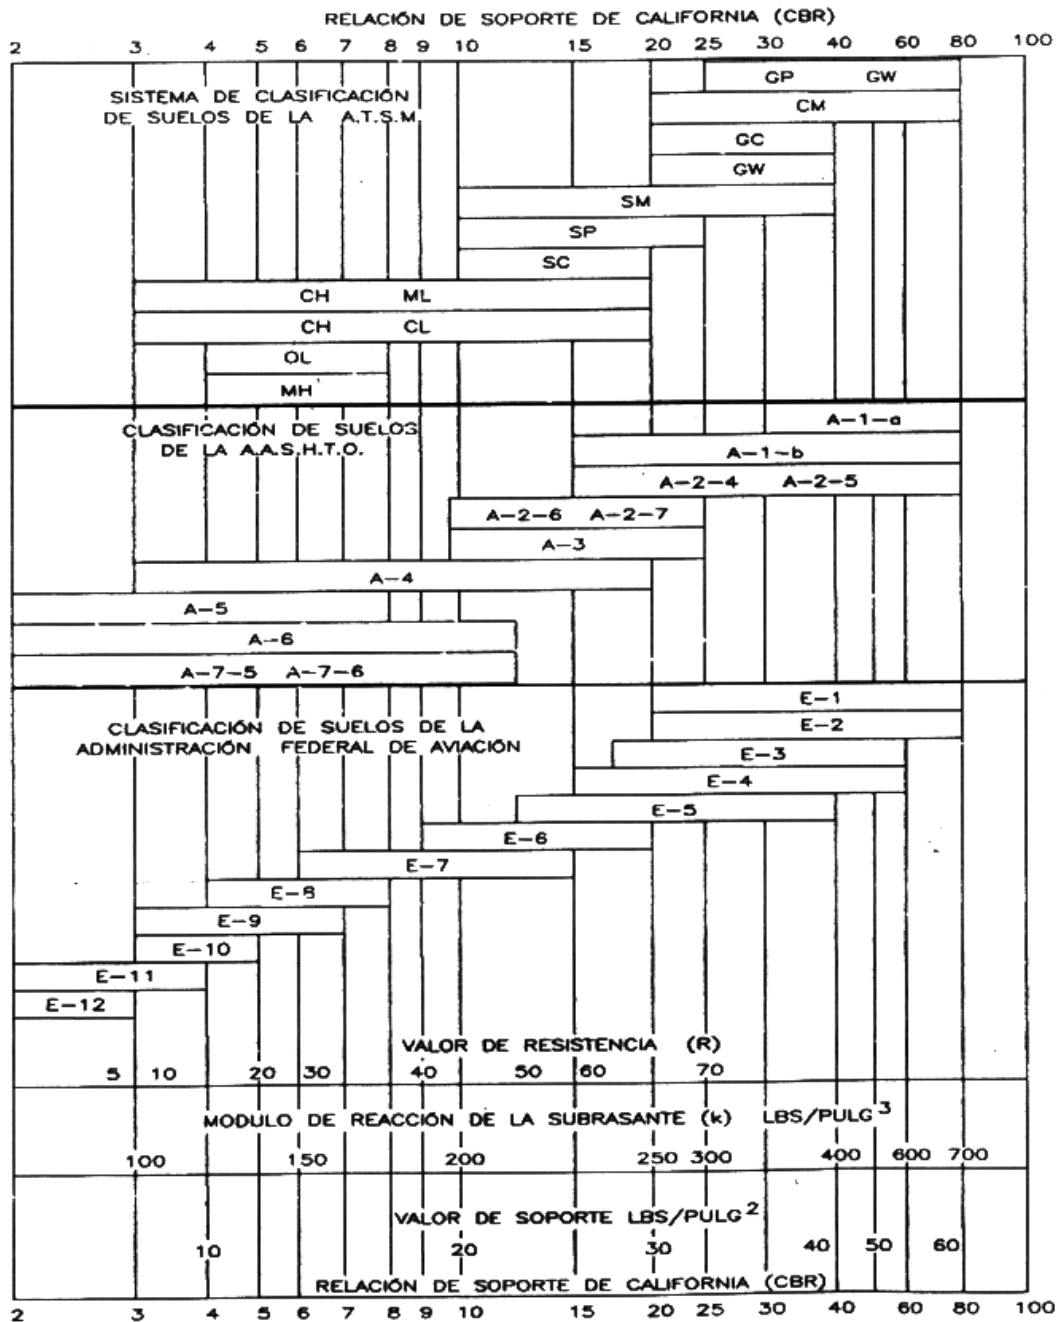 RELACIÓN DE SOPORTE DE CALIFORNIA (CBR)
2 3 4 5 6 7 8 9 10 15 20 25 30 40 60 80 100
GP GW
SISTEMA DE CLASIFICACIÓN
DE SUELOS DE LA A.T.S.M.
CM
GC
GW
SM
SP
SC
CH ML
CH CL
OL
MH
CLASIFICACIÓN DE SUELOS
DE LA A.A.S.H.T.O.
A-1-a
A-1-b
A-2-4 A-2-5
A-2-6 A-2-7
A-3
A-4
A-5
A-6
A-7-5 A-7-6
CLASIFICACIÓN DE SUELOS DE LA
ADMINISTRACIÓN FEDERAL DE AVIACIÓN
E-1
E-2
E-3
E-4
E-5
E-6
E-7
E-8
E-9
E-10
E-11
E-12
VALOR DE RESISTENCIA (R)
5 10 20 30 40 50 60 70
MODULO DE REACCIÓN DE LA SUBRASANTE (k) LBS/PULG³
100 150 200 250 300 400 600 700
VALOR DE SOPORTE LBS/PULG²
10 20 30 40 50 60
RELACIÓN DE SOPORTE DE CALIFORNIA (CBR)
2 3 4 5 6 7 8 9 10 15 20 25 30 40 60 80 100